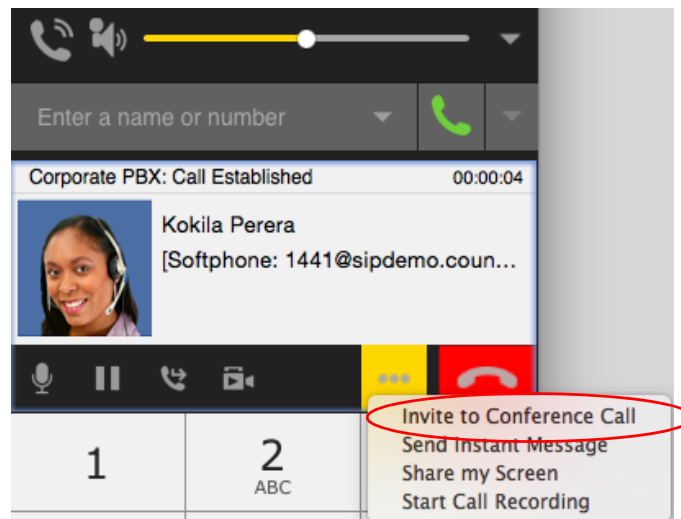 Enter a name or number
Corporate PBX: Call Established 00:00:04
Kokila Perera
[Softphone: 1441@sipdemo.coun...
Invite to Conference Call
Send Instant Message
Share my Screen
Start Call Recording
1 2
ABC